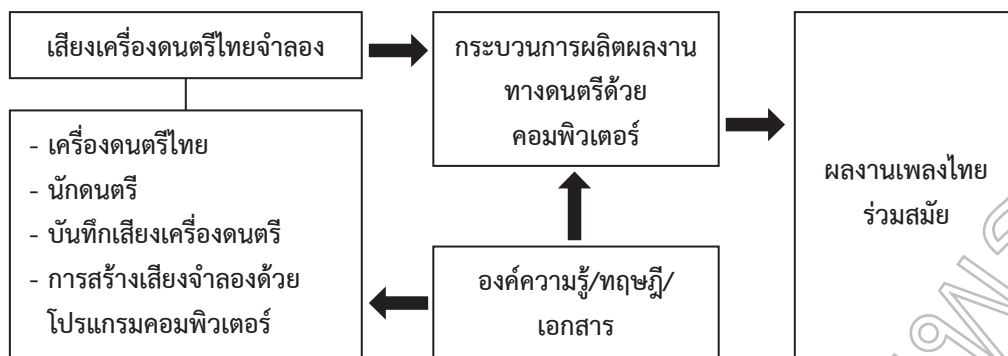 เสียงเครื่องดนตรีไทยจำลอง
- เครื่องดนตรีไทย
- นักดนตรี
- บันทึกเสียงเครื่องดนตรี
- การสร้างเสียงจำลองด้วย
โปรแกรมคอมพิวเตอร์
กระบวนการผลิตผลงาน
ทางดนตรีด้วย
คอมพิวเตอร์
องค์ความรู้/ทฤษฎี/
เอกสาร
ผลงานเพลงไทย
ร่วมสมัย